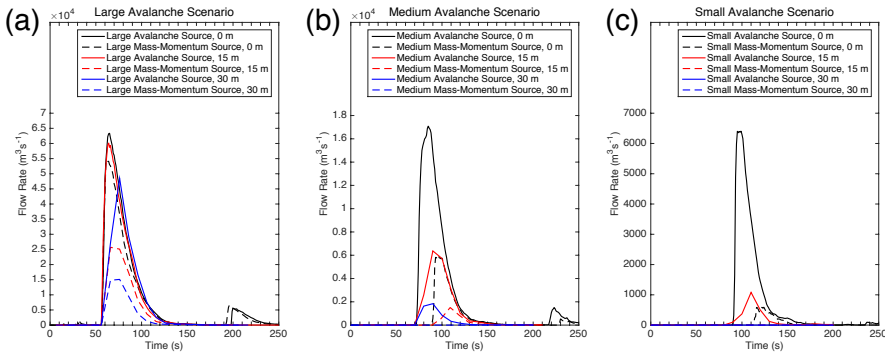 (a)
Large Avalanche Scenario
×10⁴
Large Avalanche Source, 0 m
Large Mass-Momentum Source, 0 m
Large Avalanche Source, 15 m
Large Mass-Momentum Source, 15 m
Large Avalanche Source, 30 m
Large Mass-Momentum Source, 30 m
6.5
6
5.5
5
4.5
4
3.5
3
2.5
2
1.5
1
0.5
0
Flow Rate (m³s⁻¹)
0 50 100 150 200 250
Time (s)
(b)
Medium Avalanche Scenario
×10⁴
Medium Avalanche Source, 0 m
Medium Mass-Momentum Source, 0 m
Medium Avalanche Source, 15 m
Medium Mass-Momentum Source, 15 m
Medium Avalanche Source, 30 m
Medium Mass-Momentum Source, 30 m
1.8
1.6
1.4
1.2
1
0.8
0.6
0.4
0.2
0
Flow Rate (m³s⁻¹)
0 50 100 150 200 250
Time (s)
(c)
Small Avalanche Scenario
Small Avalanche Source, 0 m
Small Mass-Momentum Source, 0 m
Small Avalanche Source, 15 m
Small Mass-Momentum Source, 15 m
Small Avalanche Source, 30 m
Small Mass-Momentum Source, 30 m
7000
6000
5000
4000
3000
2000
1000
0
Flow Rate (m³s⁻¹)
0 50 100 150 200 250
Time (s)